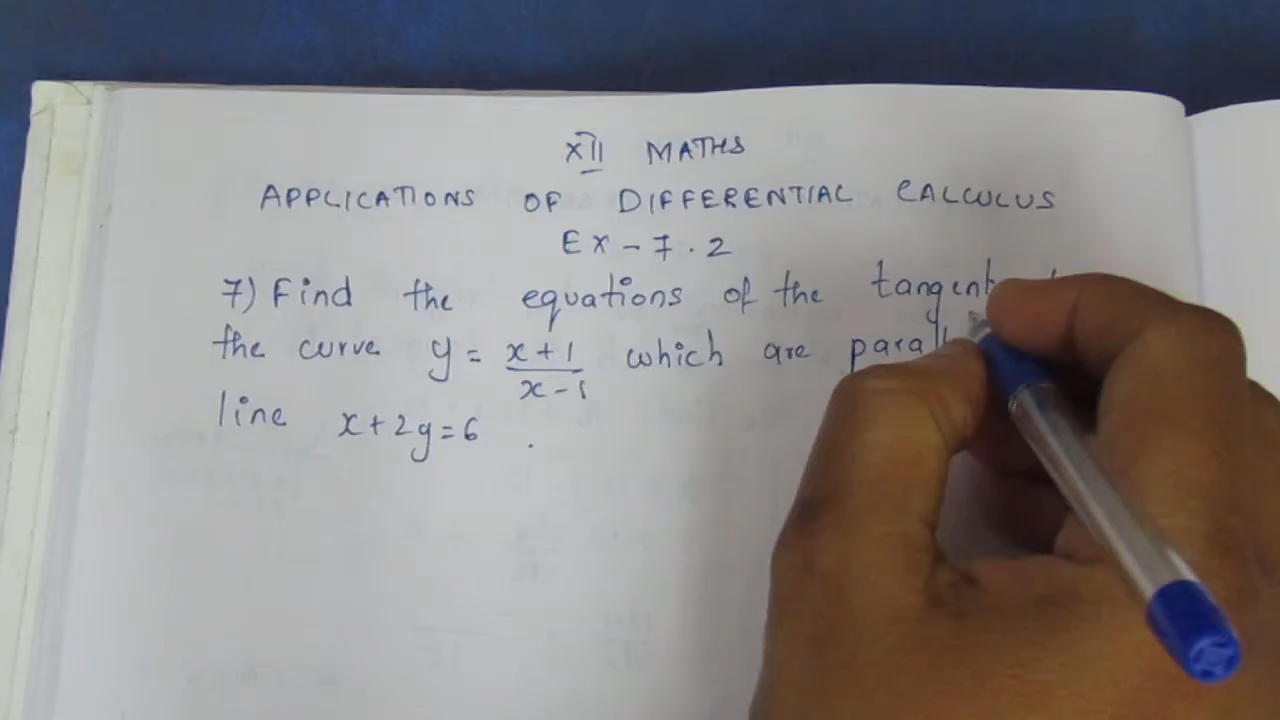 XII MATHS
APPLICATIONS OF DIFFERENTIAL CALCULUS
EX - 7.2
7) Find the equations of the tangent
the curve y = x+1/x-1 which are
line x+2y=6 .